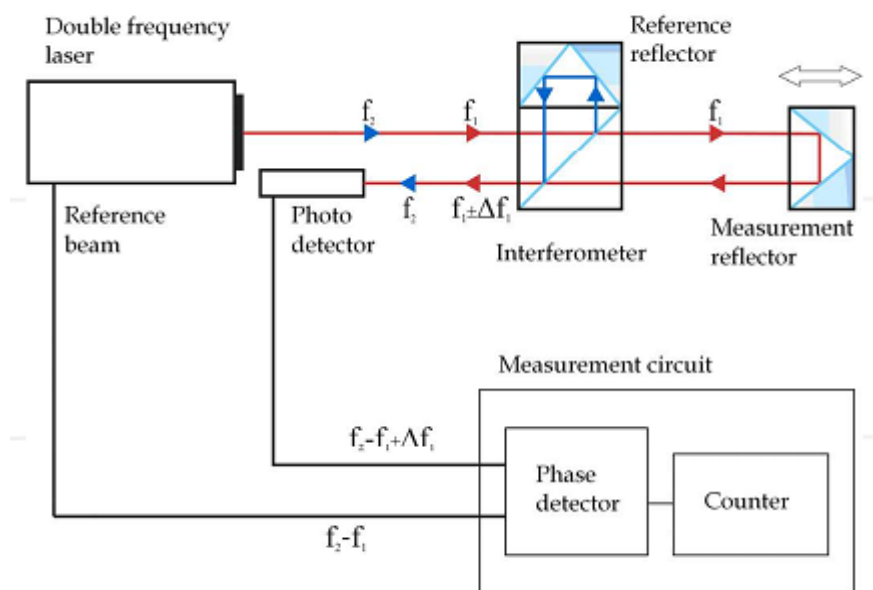 Double frequency
laser
Reference
reflector
f₂
f₁
f₁
Reference
beam
Photo
detector
f₂
f₁±Δf₁
Interferometer
Measurement
reflector
Measurement circuit
f₂-f₁+Λf₁
Phase
detector
Counter
f₂-f₁